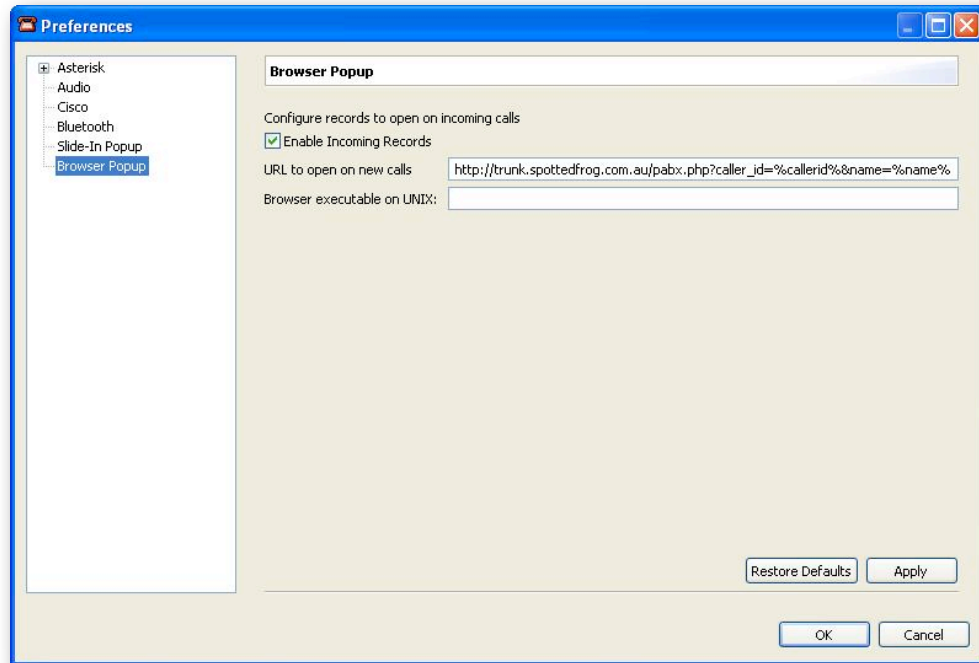 Preferences
Asterisk
Audio
Cisco
Bluetooth
Slide-In Popup
Browser Popup
Browser Popup
Configure records to open on incoming calls
Enable Incoming Records
URL to open on new calls http://trunk.spottedfrog.com.au/pabx.php?caller_id=%callerid%&name=%name%
Browser executable on UNIX:
Restore Defaults Apply
OK Cancel